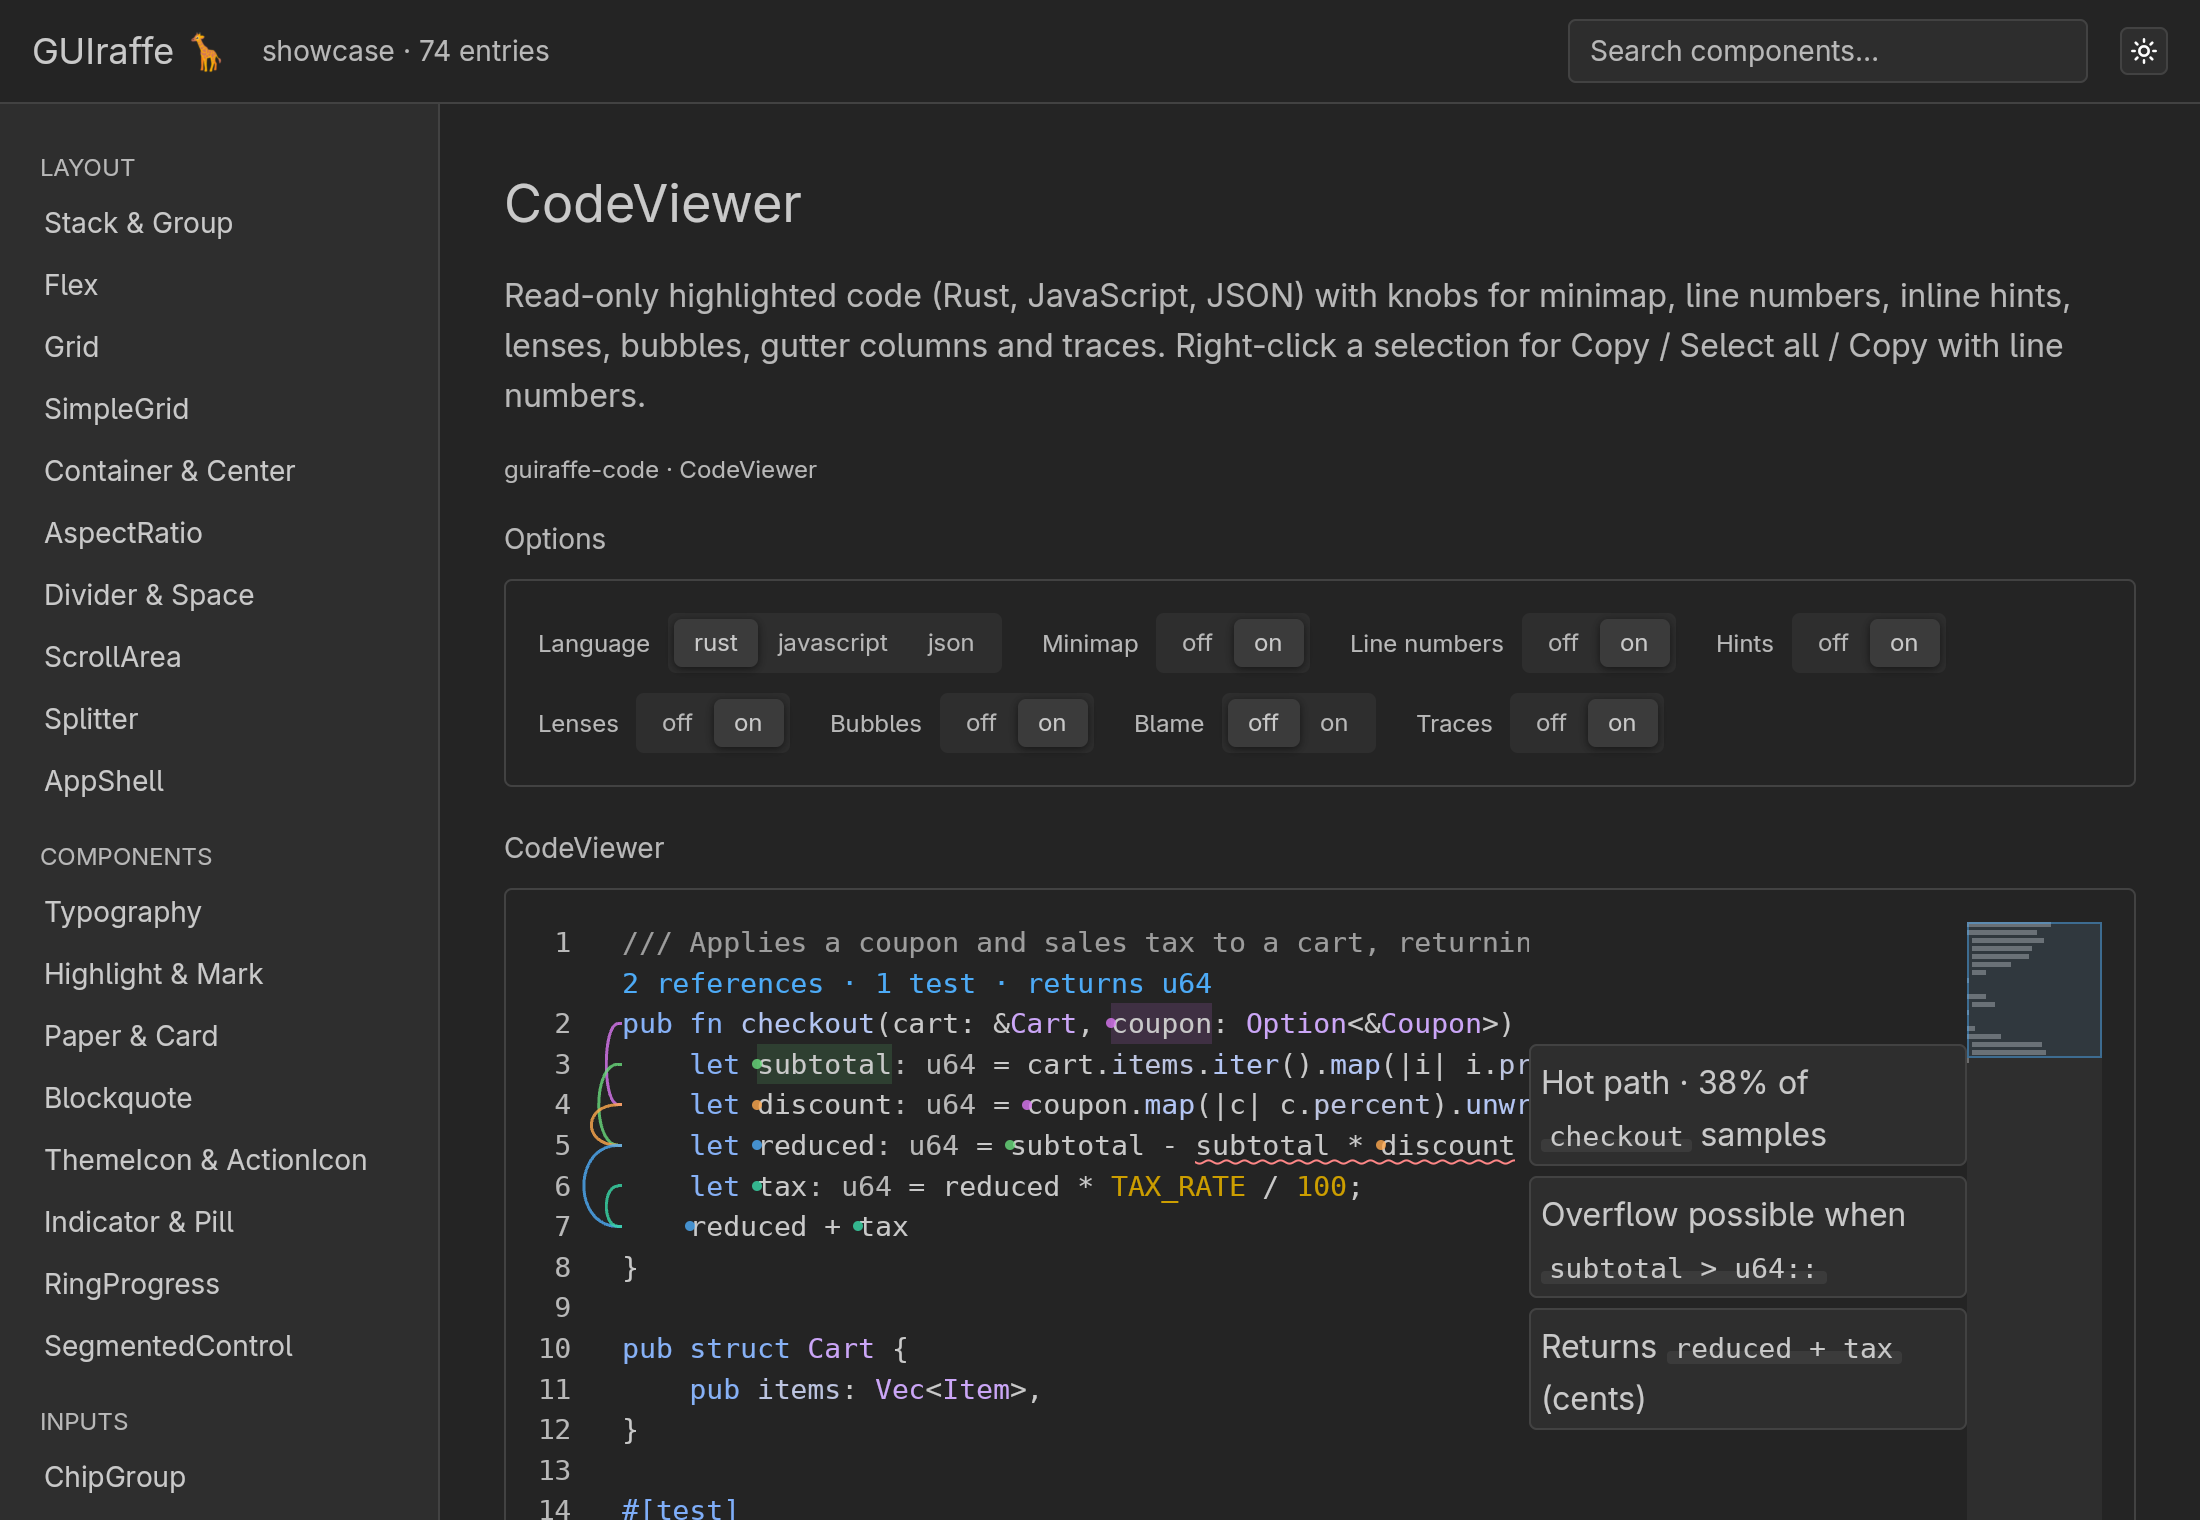 GUIraffe 🦒 showcase · 74 entries
Search components...
LAYOUT
Stack & Group
Flex
Grid
SimpleGrid
Container & Center
AspectRatio
Divider & Space
ScrollArea
Splitter
AppShell
COMPONENTS
Typography
Highlight & Mark
Paper & Card
Blockquote
ThemeIcon & ActionIcon
Indicator & Pill
RingProgress
SegmentedControl
INPUTS
ChipGroup
CodeViewer
Read-only highlighted code (Rust, JavaScript, JSON) with knobs for minimap, line numbers, inline hints,
lenses, bubbles, gutter columns and traces. Right-click a selection for Copy / Select all / Copy with line
numbers.
guiraffe-code · CodeViewer
Options
Language rust javascript json Minimap off on Line numbers off on Hints off on
Lenses off on Bubbles off on Blame off on Traces off on
CodeViewer
1 /// Applies a coupon and sales tax to a cart, returnin
2 references · 1 test · returns u64
2 pub fn checkout(cart: &Cart, coupon: Option<&Coupon>)
3 let subtotal: u64 = cart.items.iter().map(|i| i.pr
4 let discount: u64 = coupon.map(|c| c.percent).unwr
5 let reduced: u64 = subtotal - subtotal * discount
6 let tax: u64 = reduced * TAX_RATE / 100;
7 reduced + tax
8 }
9
10 pub struct Cart {
11 pub items: Vec<Item>,
12 }
13
14 #[test]
Hot path · 38% of
checkout samples
Overflow possible when
subtotal > u64::
Returns reduced + tax
(cents)